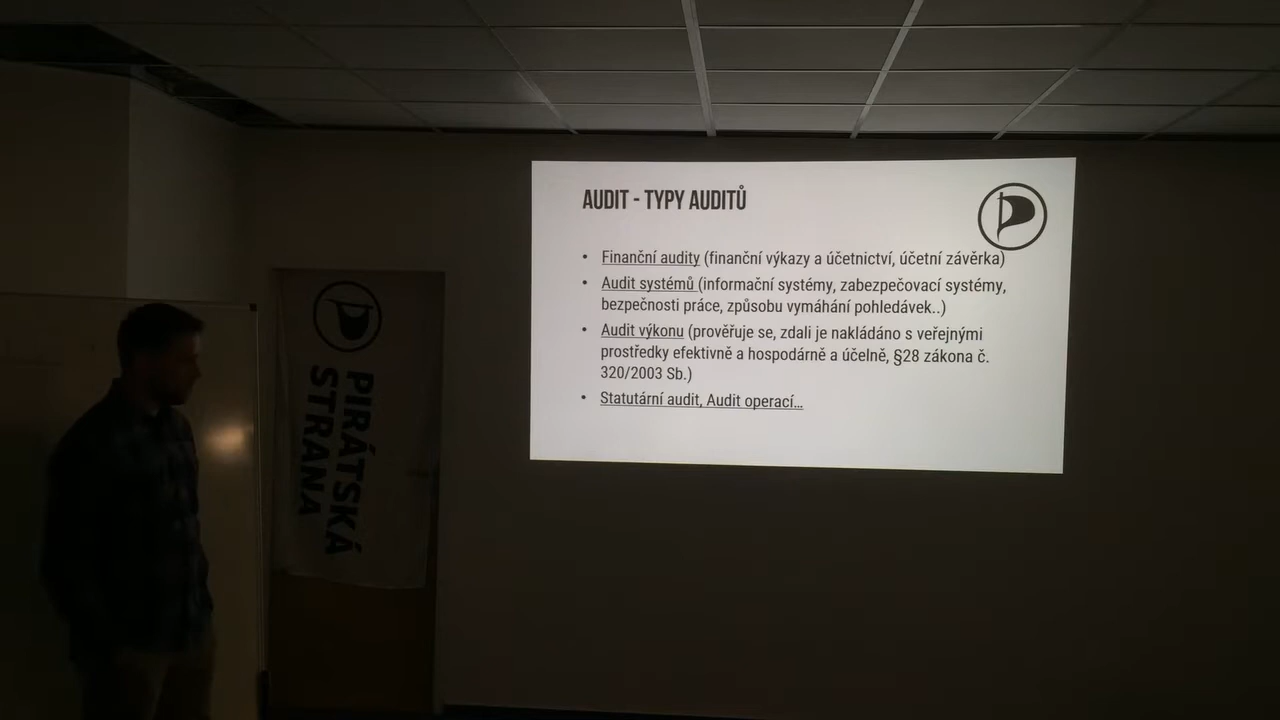 AUDIT - TYPY AUDITŮ
• Finanční audity (finanční výkazy a účetnictví, účetní závěrka)
• Audit systémů (informační systémy, zabezpečovací systémy,
bezpečnosti práce, způsobu vymáhání pohledávek..)
• Audit výkonu (prověřuje se, zdali je nakládáno s veřejnými
prostředky efektivně a hospodárně a účelně, §28 zákona č.
320/2003 Sb.)
• Statutární audit, Audit operací...
PIRÁTSKÁ
STRANA